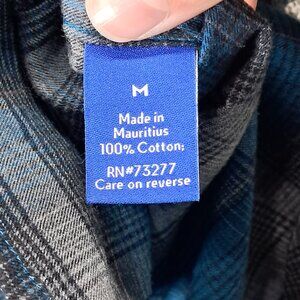 M
Made in
Mauritius
100% Cotton;
RN#73277
Care on reverse